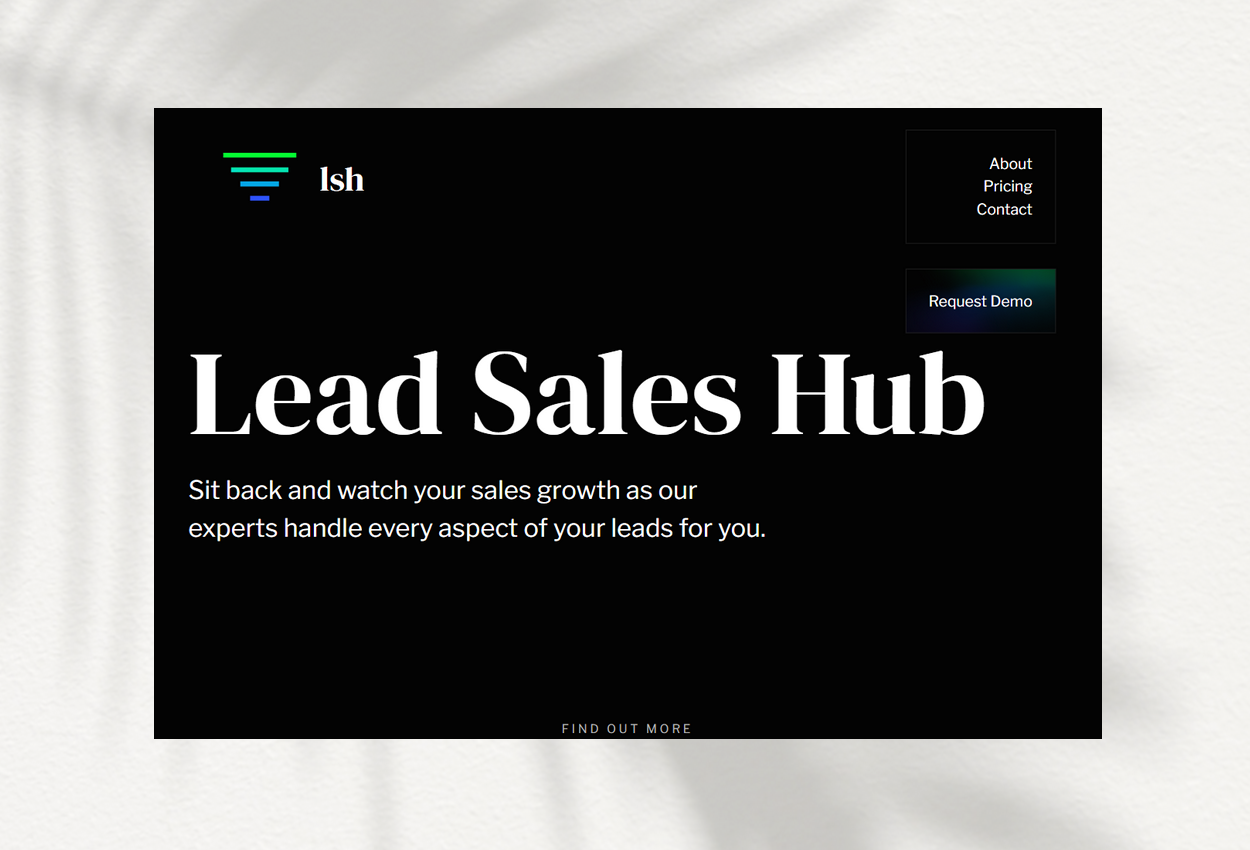 lsh
About
Pricing
Contact
Request Demo
Lead Sales Hub
Sit back and watch your sales growth as our
experts handle every aspect of your leads for you.
FIND OUT MORE